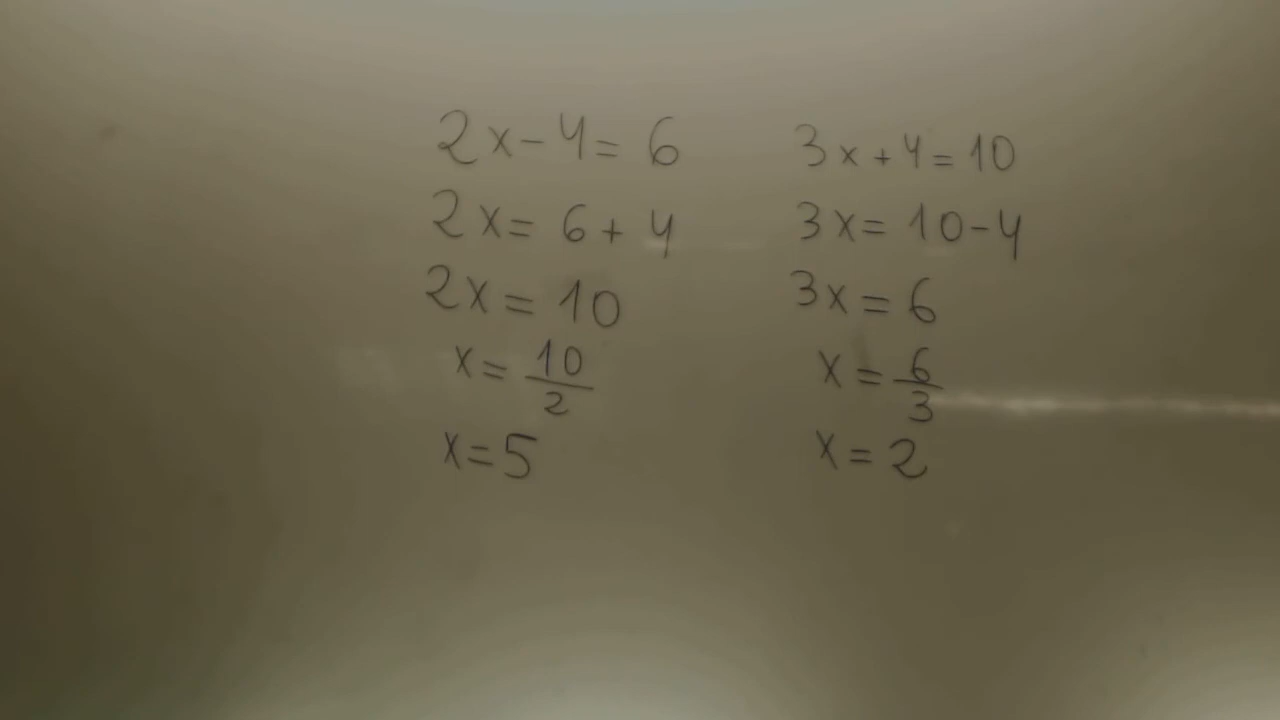 2x-4=6
2x=6+4
2x=10
x=10/2
x=5
3x+4=10
3x=10-4
3x=6
x=6/3
x=2